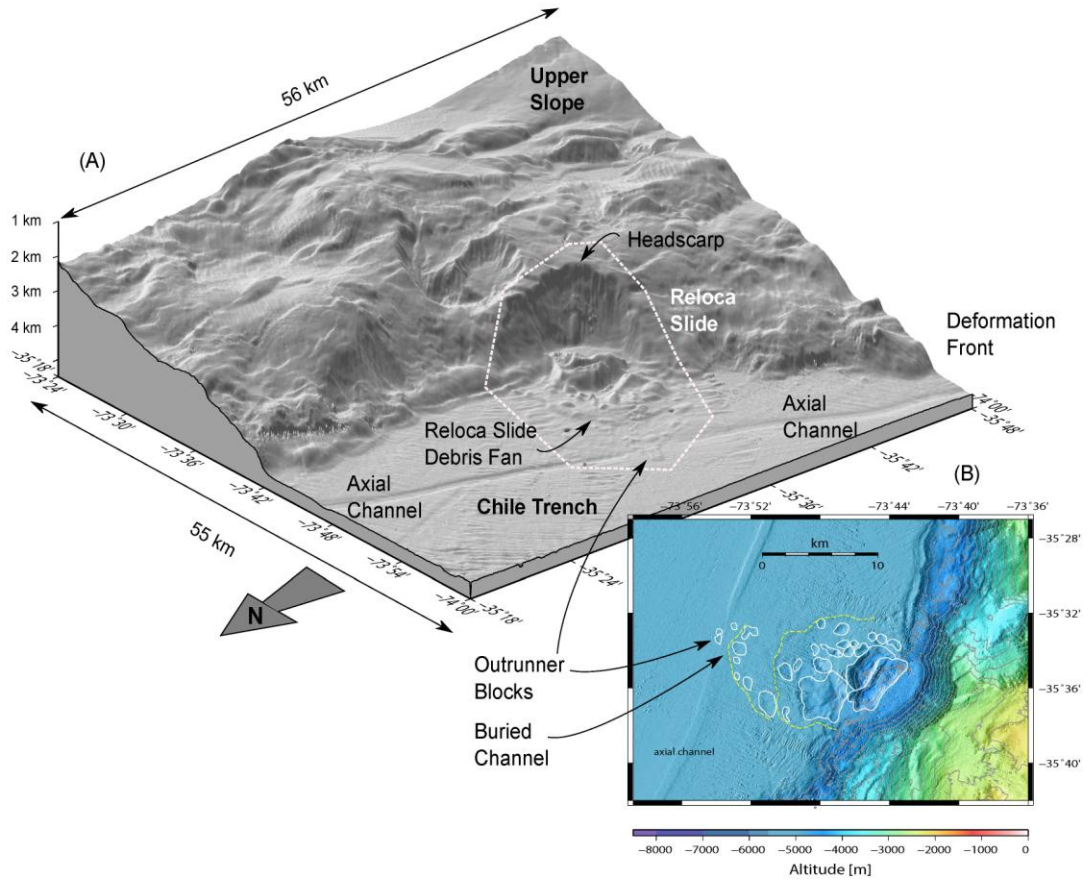 56 km
Upper
Slope
(A)
1 km
2 km
3 km
4 km
Headscarp
Reloca
Slide
Deformation
Front
−35°18'
−73°24'
−73°30'
−73°36'
−73°42'
−73°48'
−73°54'
−74°00'
−35°18'
−35°24'
−35°36'
−35°42'
−35°48'
74°00'
Reloca Slide
Debris Fan
Axial
Channel
Axial
Channel
Chile Trench
55 km
N
Outrunner
Blocks
Buried
Channel
(B)
−73°56'
−73°52'
−73°44'
−73°40'
−73°36'
km
0
10
−35°28'
−35°32'
−35°36'
−35°40'
axial channel
−8000
−7000
−6000
−5000
−4000
−3000
−2000
−1000
0
Altitude [m]